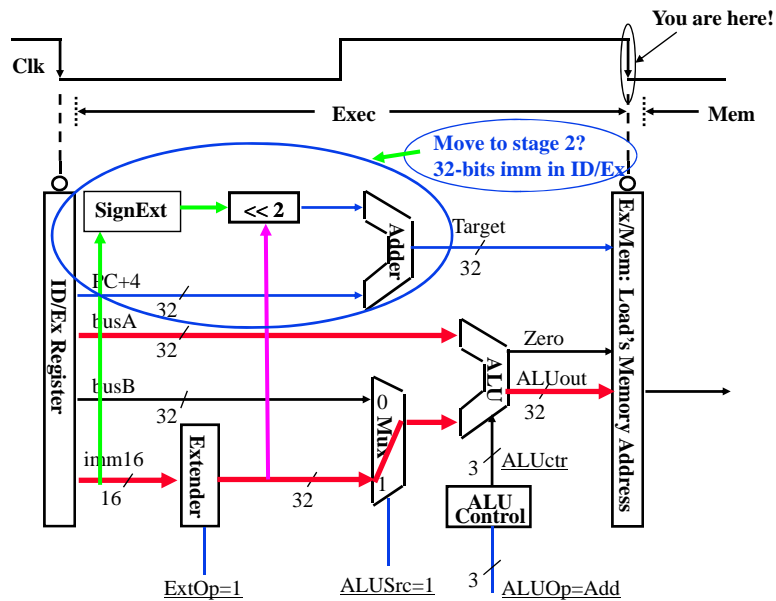 You are here!
Clk
Exec
Mem
Move to stage 2?
32-bits imm in ID/Ex
SignExt
<< 2
Adder
Target
32
PC+4
32
busA
32
busB
32
imm16
16
ID/Ex Register
Extender
32
0
Mux
1
ALU
Zero
ALUout
32
3
ALUctr
ALU
Control
3
ExtOp=1
ALUSrc=1
ALUOp=Add
Ex/Mem: Load's
Memory Address